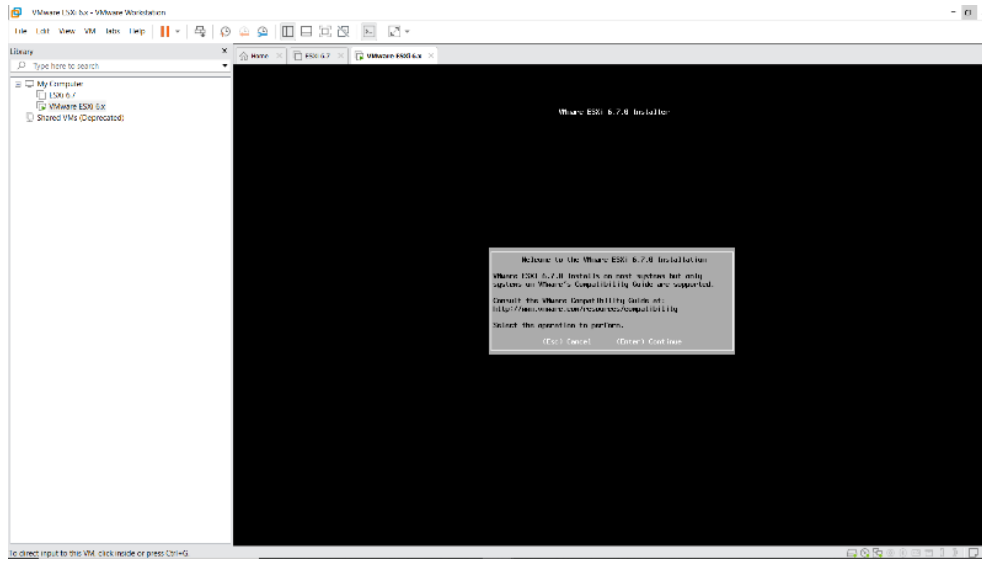 VMware ESXi 6.x - VMware Workstation
File Edit View VM Tabs Help
Library
Type here to search
My Computer
ESXi 6.7
VMware ESXi 6.x
Shared VMs (Deprecated)
Home
ESXi 6.7
VMware ESXi 6.x
VMware ESXi 6.7.0 Installer
Welcome to the VMware ESXi 6.7.0 Installation
VMware ESXi 6.7.0 installs on most systems but only
systems on VMware's Compatibility Guide are supported.
Consult the VMware Compatibility Guide at:
http://www.vmware.com/resources/compatibility
Select the operation to perform.
(Esc) Cancel (Enter) Continue
To direct input to this VM, click inside or press Ctrl+G.